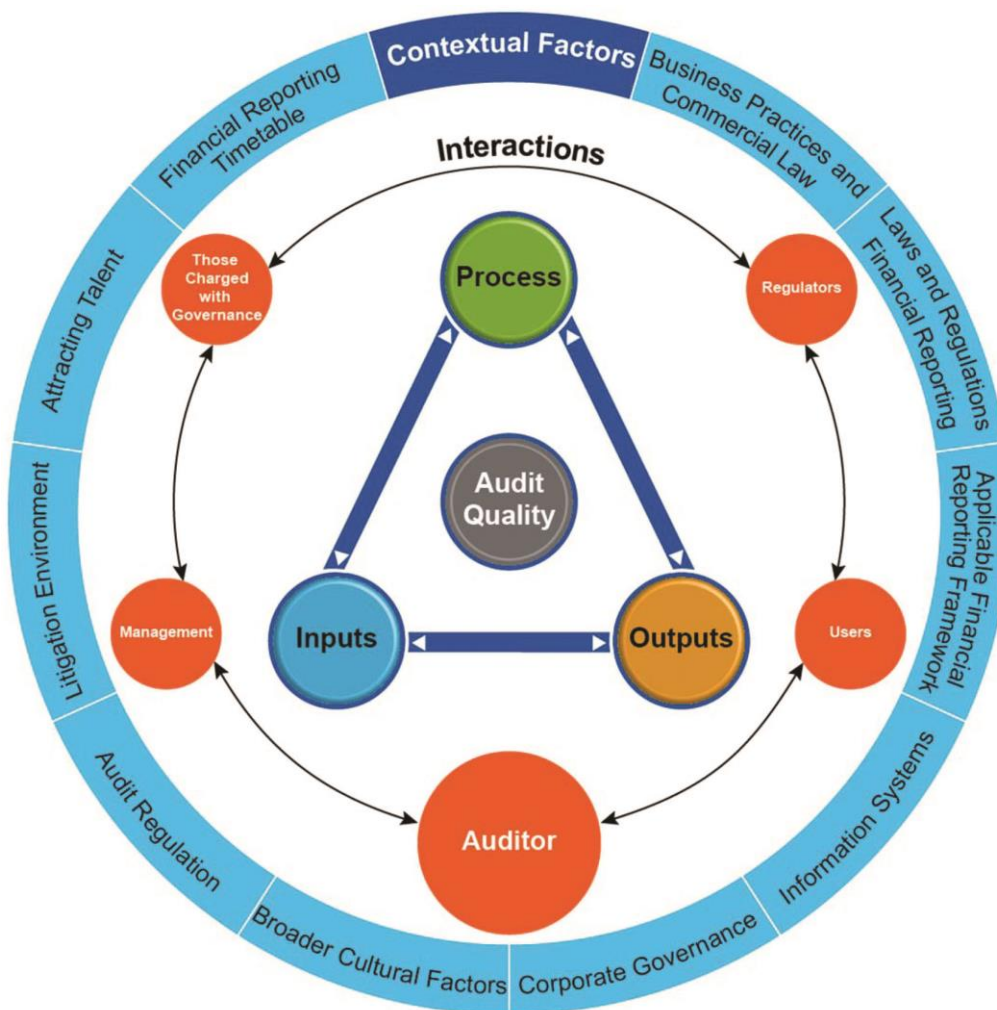 Contextual Factors
Business Practices and
Commercial Law
Laws and Regulations
Financial Reporting
Applicable Financial
Reporting Framework
Information Systems
Corporate Governance
Broader Cultural Factors
Audit Regulation
Litigation Environment
Attracting Talent
Financial Reporting
Timetable
Interactions
Those
Charged
with
Governance
Process
Regulators
Audit
Quality
Management
Inputs
Outputs
Users
Auditor